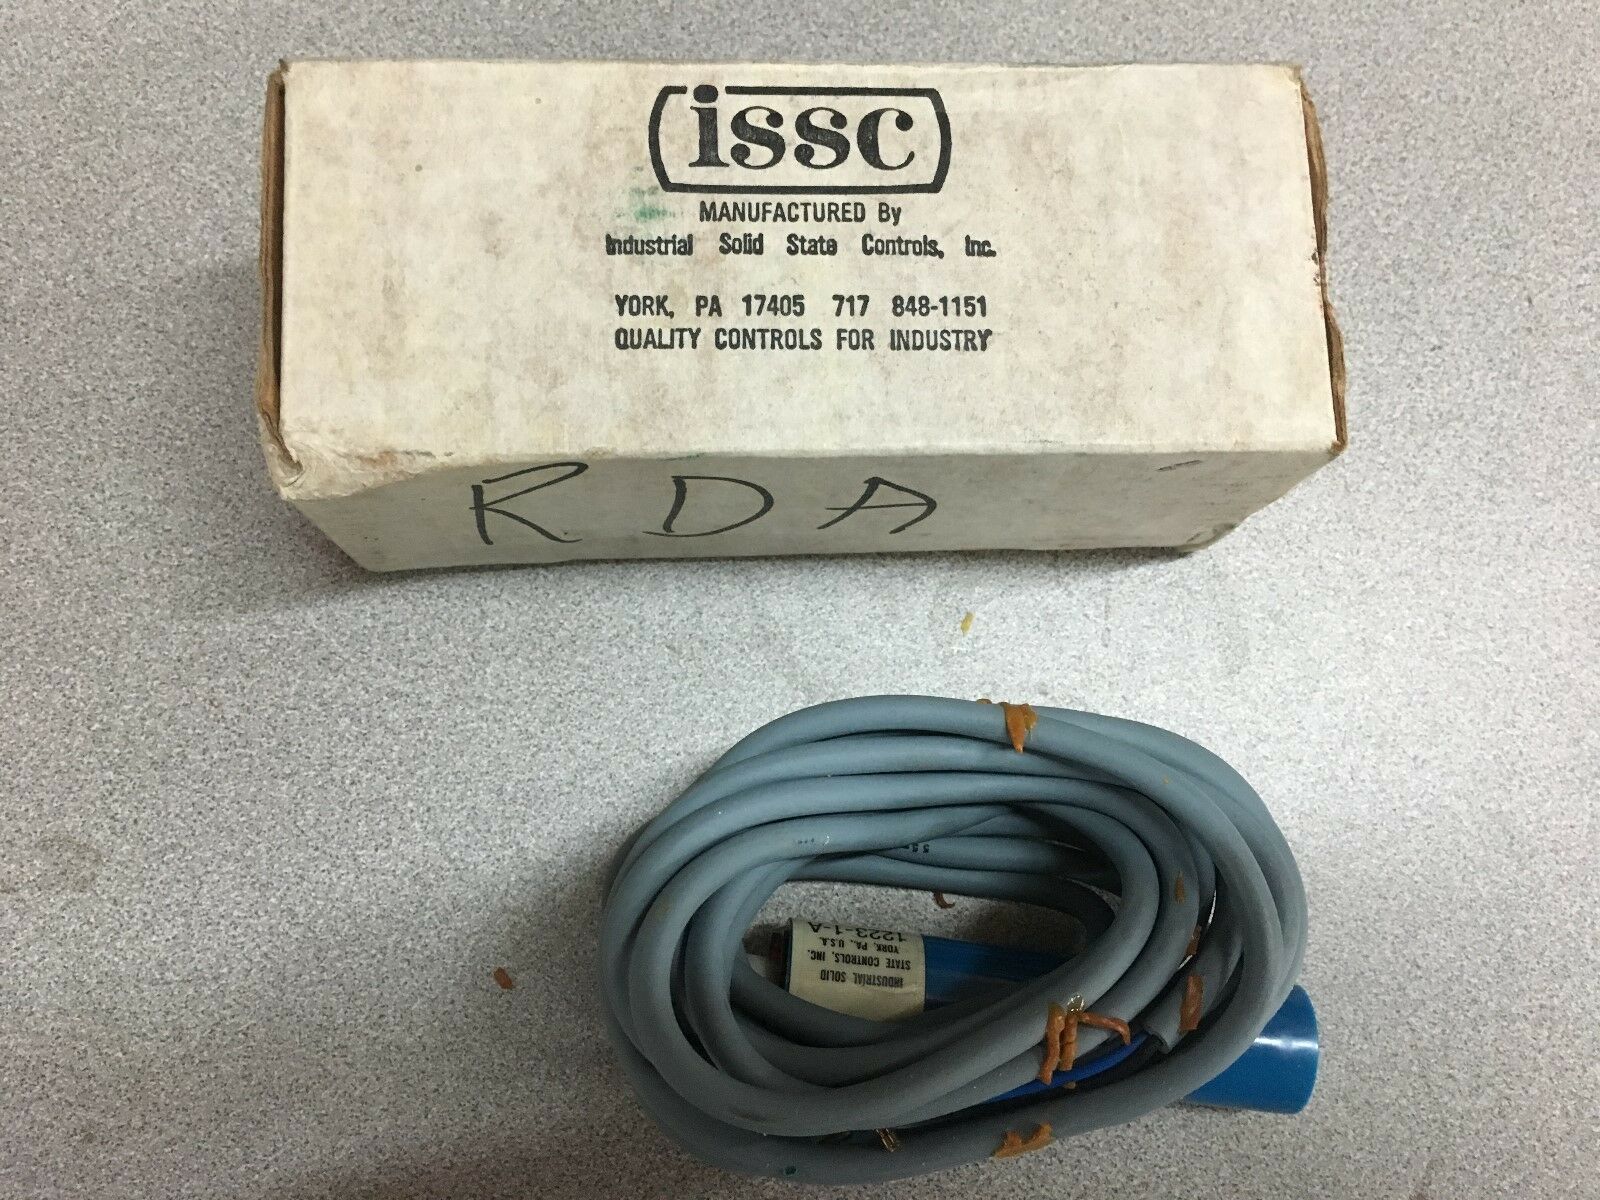 issc
MANUFACTURED By
Industrial Solid State Controls, Inc.
YORK, PA 17405 717 848-1151
QUALITY CONTROLS FOR INDUSTRY
RDA
INDUSTRIAL SOLID
STATE CONTROLS, INC.
YORK, PA., U.S.A.
1223-1-A